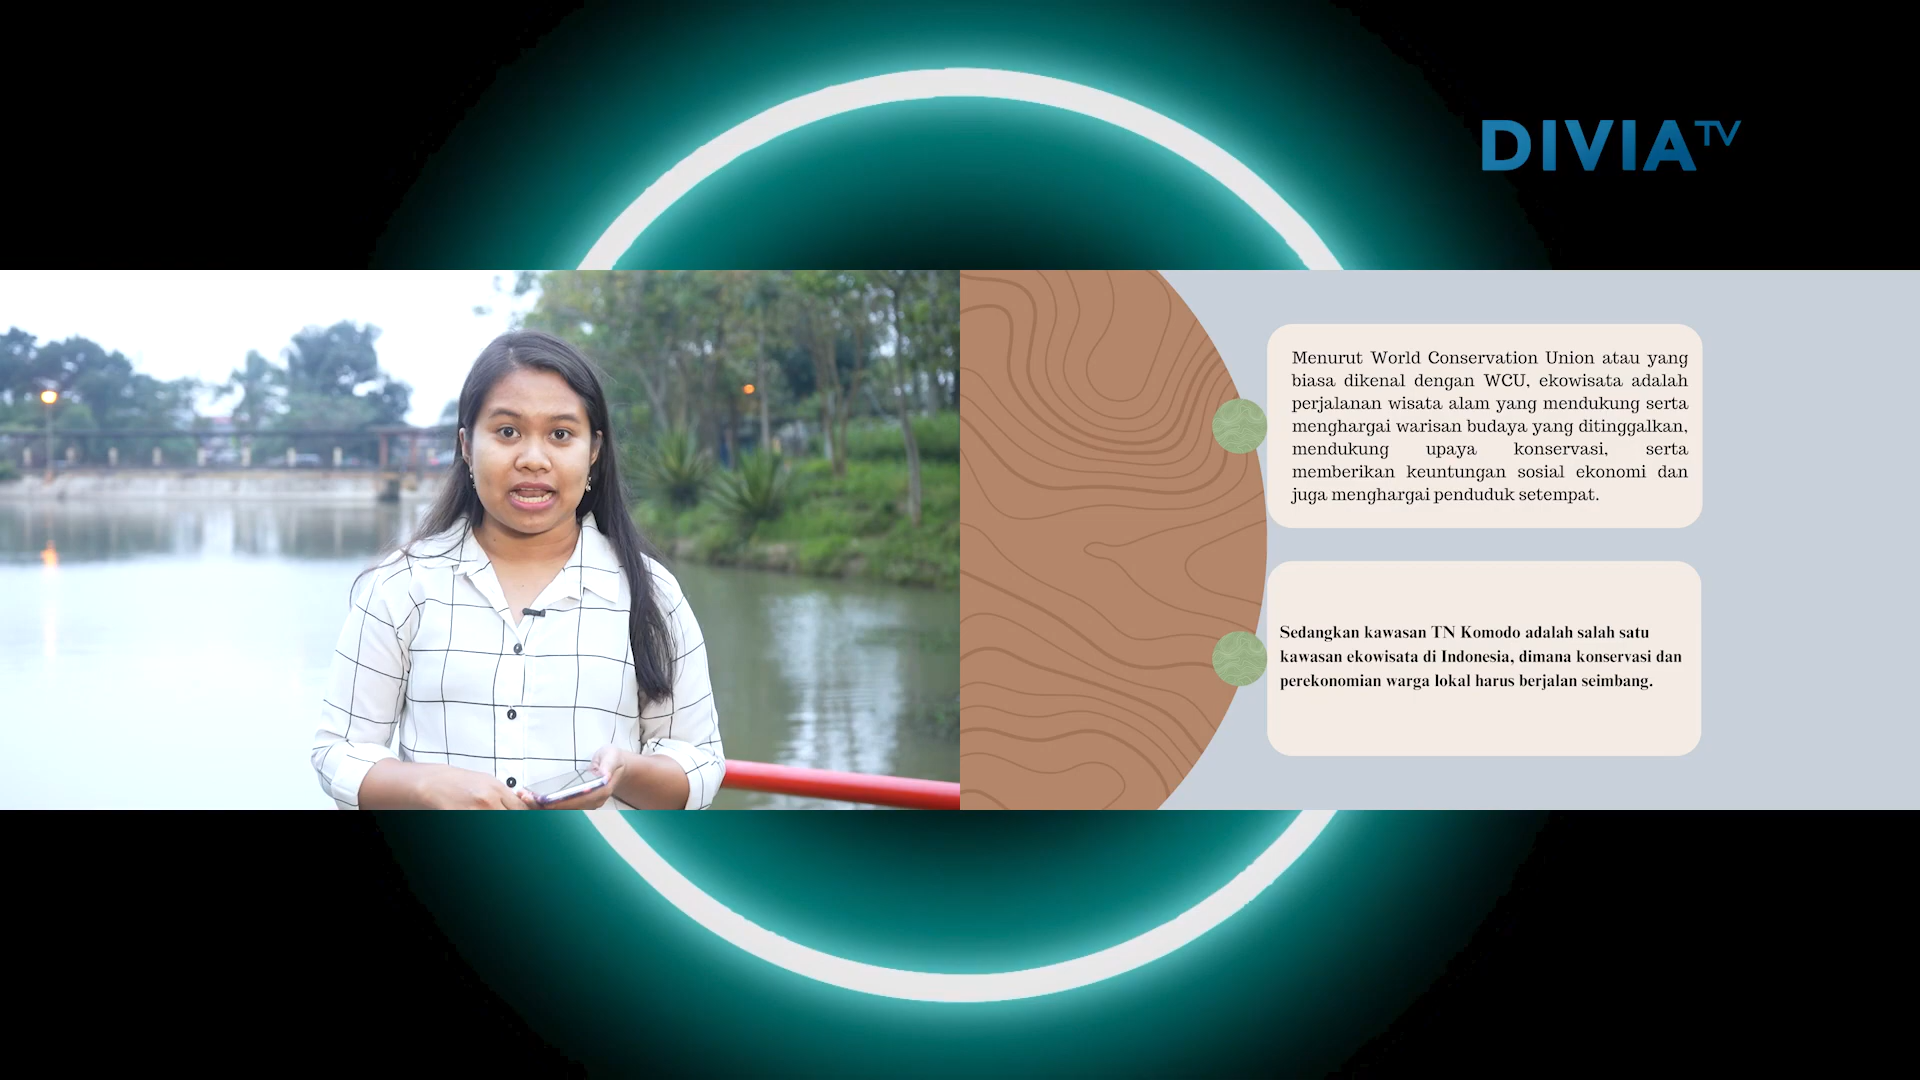 DIVIA TV
Menurut World Conservation Union atau yang
biasa dikenal dengan WCU, ekowisata adalah
perjalanan wisata alam yang mendukung serta
menghargai warisan budaya yang ditinggalkan,
mendukung upaya konservasi, serta
memberikan keuntungan sosial ekonomi dan
juga menghargai penduduk setempat.
Sedangkan kawasan TN Komodo adalah salah satu
kawasan ekowisata di Indonesia, dimana konservasi dan
perekonomian warga lokal harus berjalan seimbang.